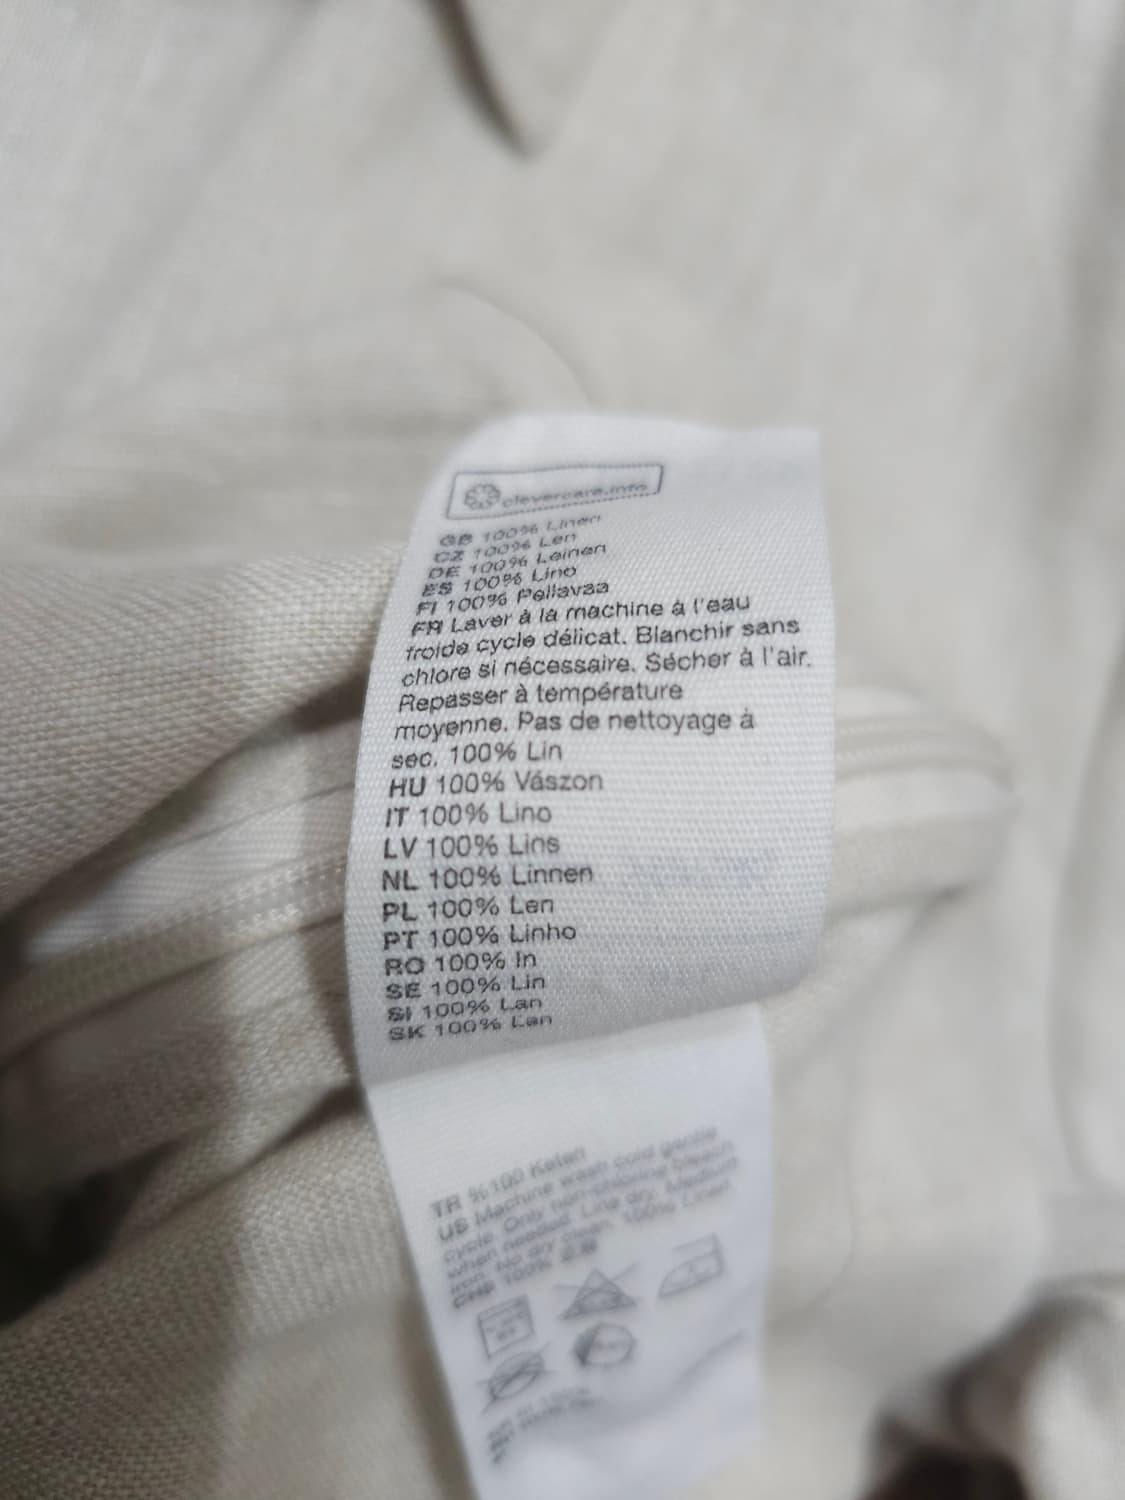 clevercare.info
GB 100% Linen
CZ 100% Len
DE 100% Leinen
ES 100% Lino
FI 100% Pellavaa
FR Laver à la machine à l'eau
froide cycle délicat. Blanchir sans
chlore si nécessaire. Sécher à l'air.
Repasser à température
moyenne. Pas de nettoyage à
sec. 100% Lin
HU 100% Vászon
IT 100% Lino
LV 100% Lins
NL 100% Linnen
PL 100% Len
PT 100% Linho
RO 100% In
SE 100% Lin
SI 100% Lan
SK 100% Ľan
TR %100 Keten
US Machine wash cold gentle
cycle. Only non-chlorine bleach
when needed. Line dry. Medium
iron. No dry clean. 100% Linen